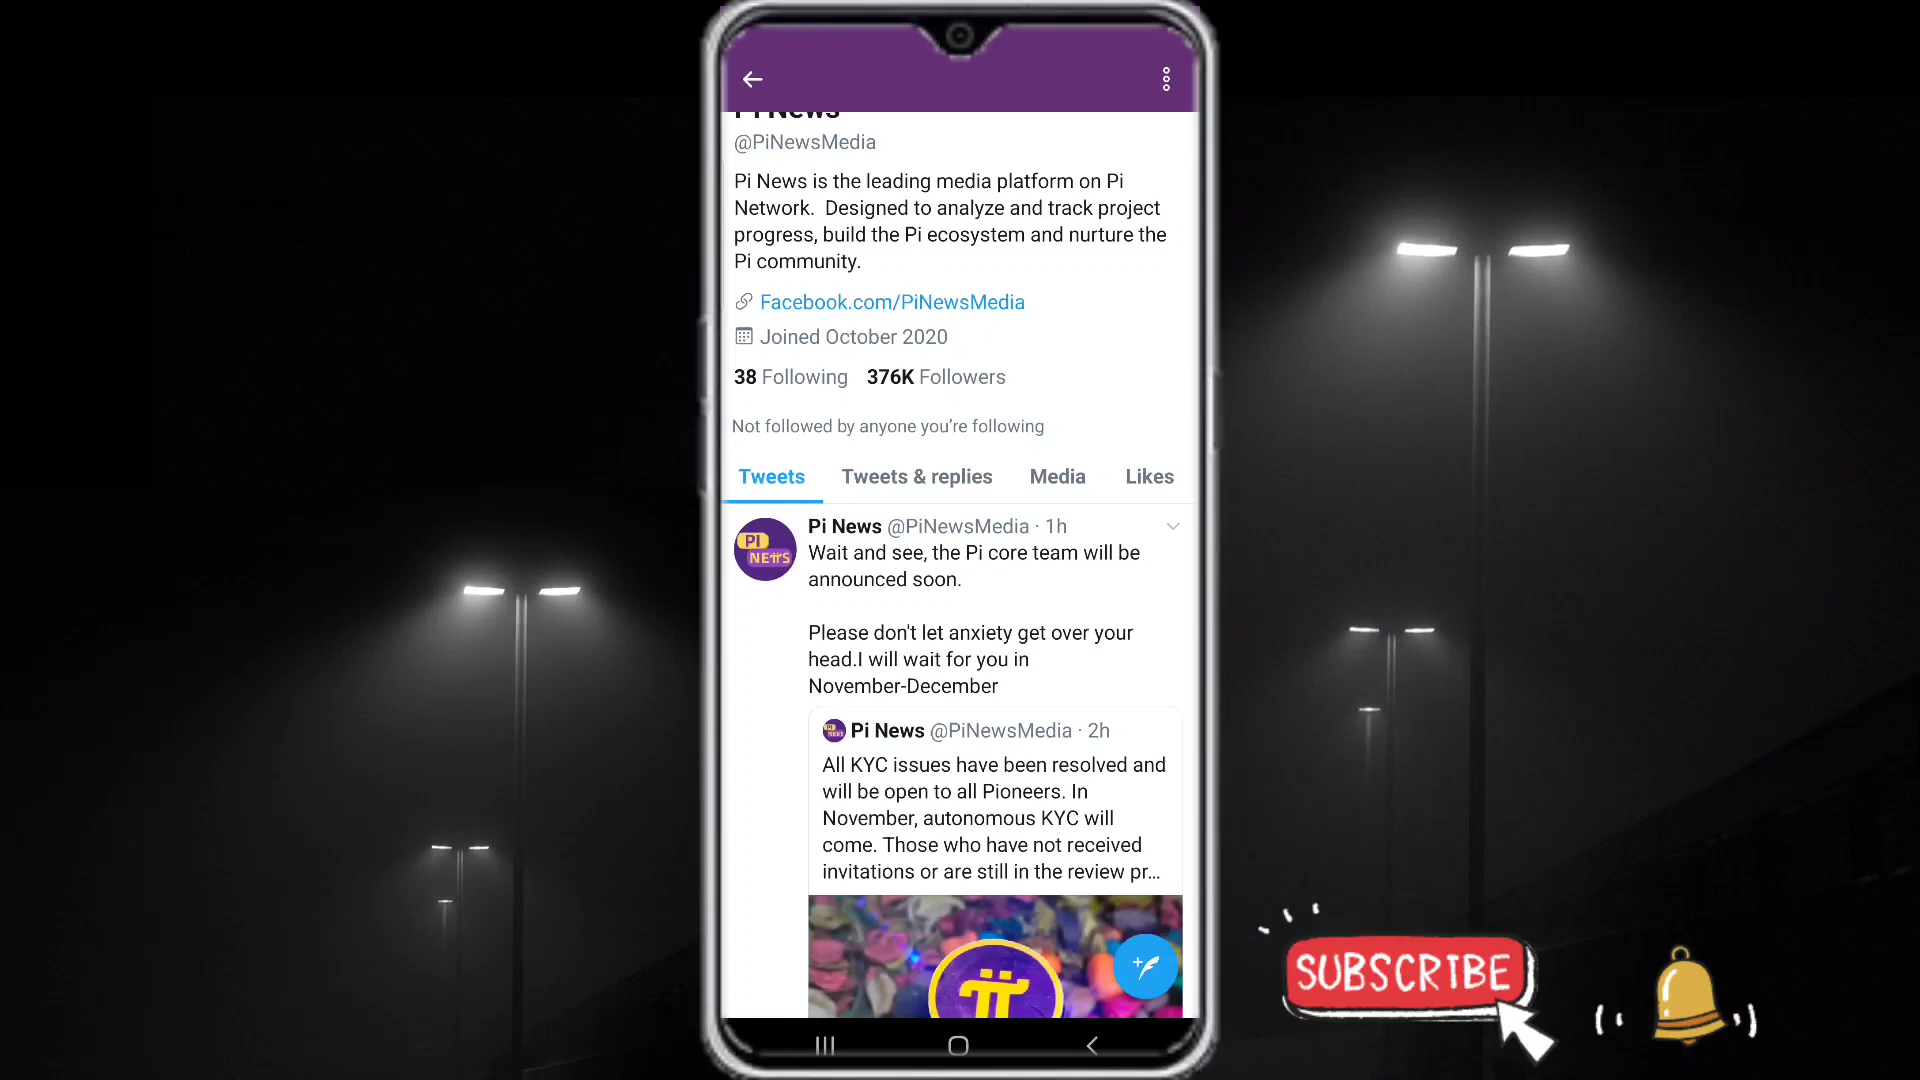 Pi News
@PiNewsMedia
Pi News is the leading media platform on Pi
Network.  Designed to analyze and track project
progress, build the Pi ecosystem and nurture the
Pi community.
Facebook.com/PiNewsMedia
Joined October 2020
38 Following 376K Followers
Not followed by anyone you're following
Tweets Tweets & replies Media Likes
Pi News @PiNewsMedia · 1h
PI
NEWS
Wait and see, the Pi core team will be
announced soon.
Please don't let anxiety get over your
head.I will wait for you in
November-December
Pi News @PiNewsMedia · 2h
All KYC issues have been resolved and
will be open to all Pioneers. In
November, autonomous KYC will
come. Those who have not received
invitations or are still in the review pr…
SUBSCRIBE